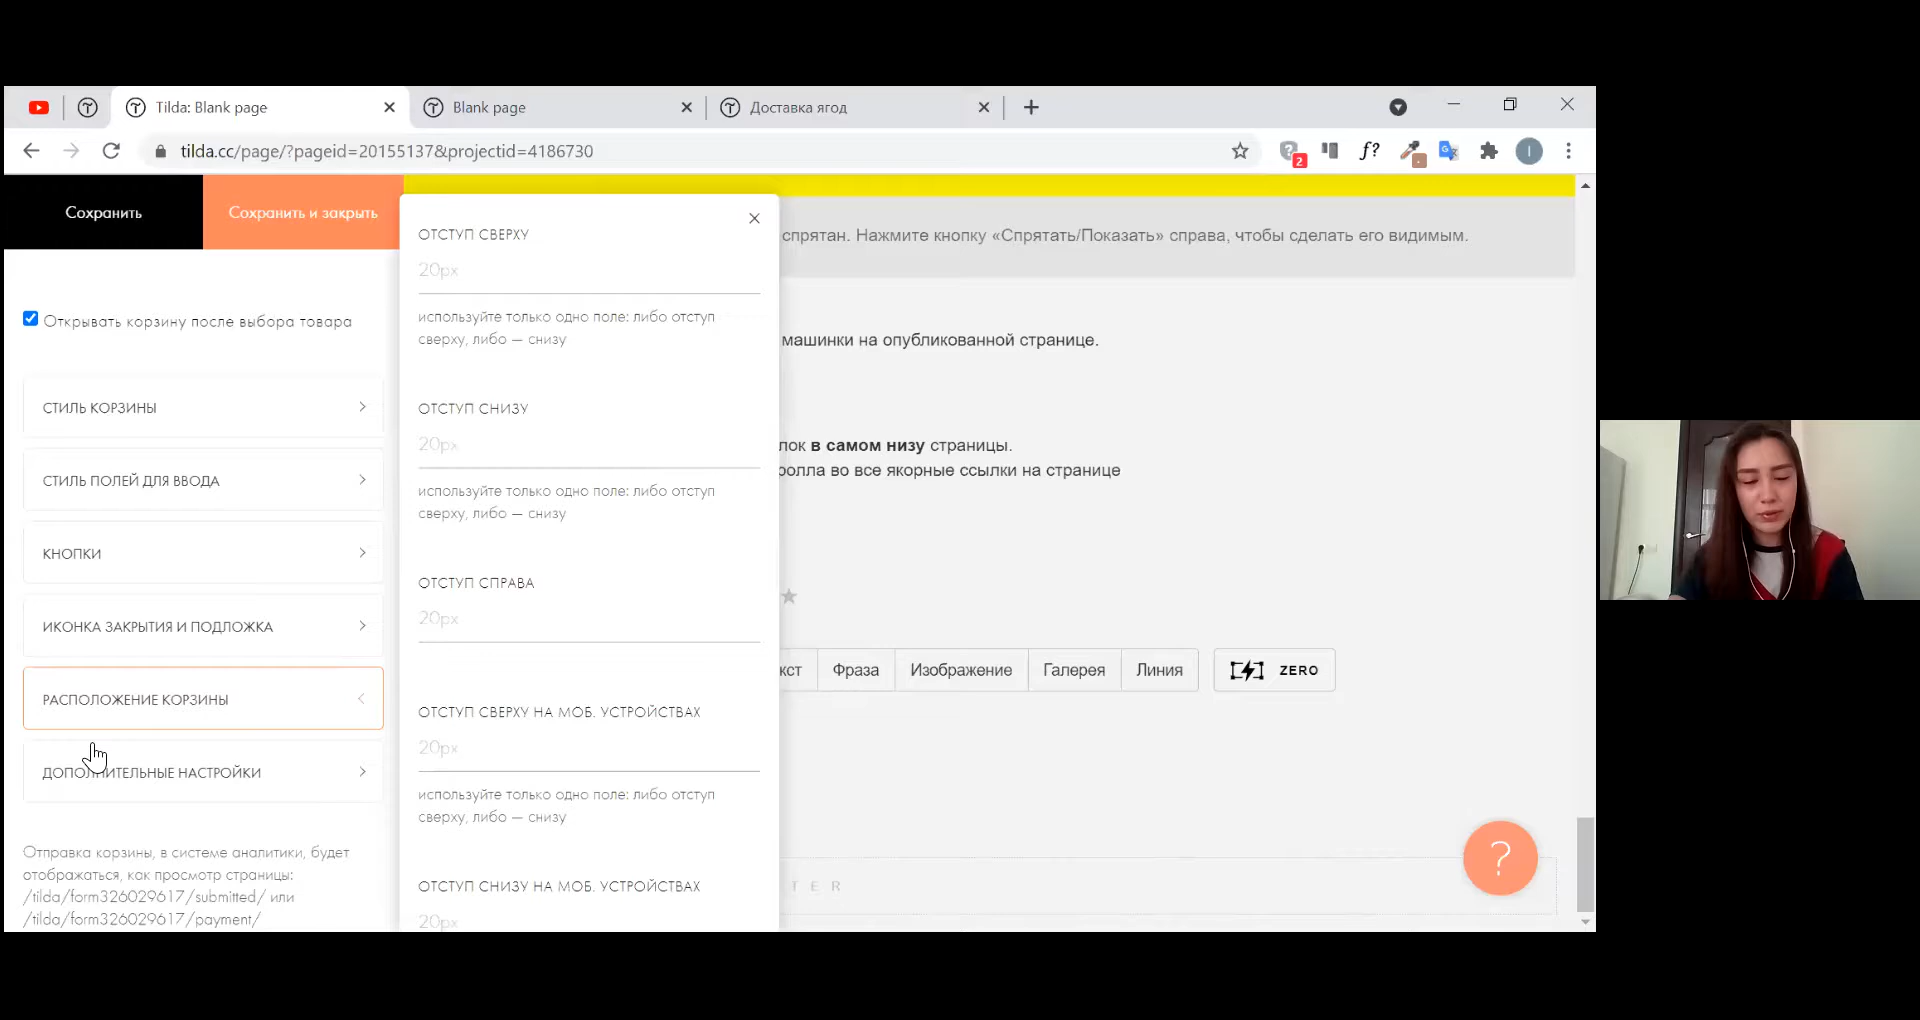 Tilda: Blank page
Blank page
Доставка ягод
tilda.cc/page/?pageid=20155137&projectid=4186730
f?
2
I
Сохранить
Сохранить и закрыть
Открывать корзину после выбора товара
СТИЛЬ КОРЗИНЫ
СТИЛЬ ПОЛЕЙ ДЛЯ ВВОДА
КНОПКИ
ИКОНКА ЗАКРЫТИЯ И ПОДЛОЖКА
РАСПОЛОЖЕНИЕ КОРЗИНЫ
ДОПОЛНИТЕЛЬНЫЕ НАСТРОЙКИ
Отправка корзины, в системе аналитики, будет
отображаться, как просмотр страницы:
/tilda/form326029617/submitted/ или
/tilda/form326029617/payment/
ОТСТУП СВЕРХУ
20px
используйте только одно поле: либо отступ
сверху, либо — снизу
ОТСТУП СНИЗУ
20px
используйте только одно поле: либо отступ
сверху, либо — снизу
ОТСТУП СПРАВА
20px
ОТСТУП СВЕРХУ НА МОБ. УСТРОЙСТВАХ
20px
используйте только одно поле: либо отступ
сверху, либо — снизу
ОТСТУП СНИЗУ НА МОБ. УСТРОЙСТВАХ
20px
спрятан. Нажмите кнопку «Спрятать/Показать» справа, чтобы сделать его видимым.
машинки на опубликованной странице.
лок в самом низу страницы.
ролла во все якорные ссылки на странице
кст
Фраза
Изображение
Галерея
Линия
ZERO
T E R
?